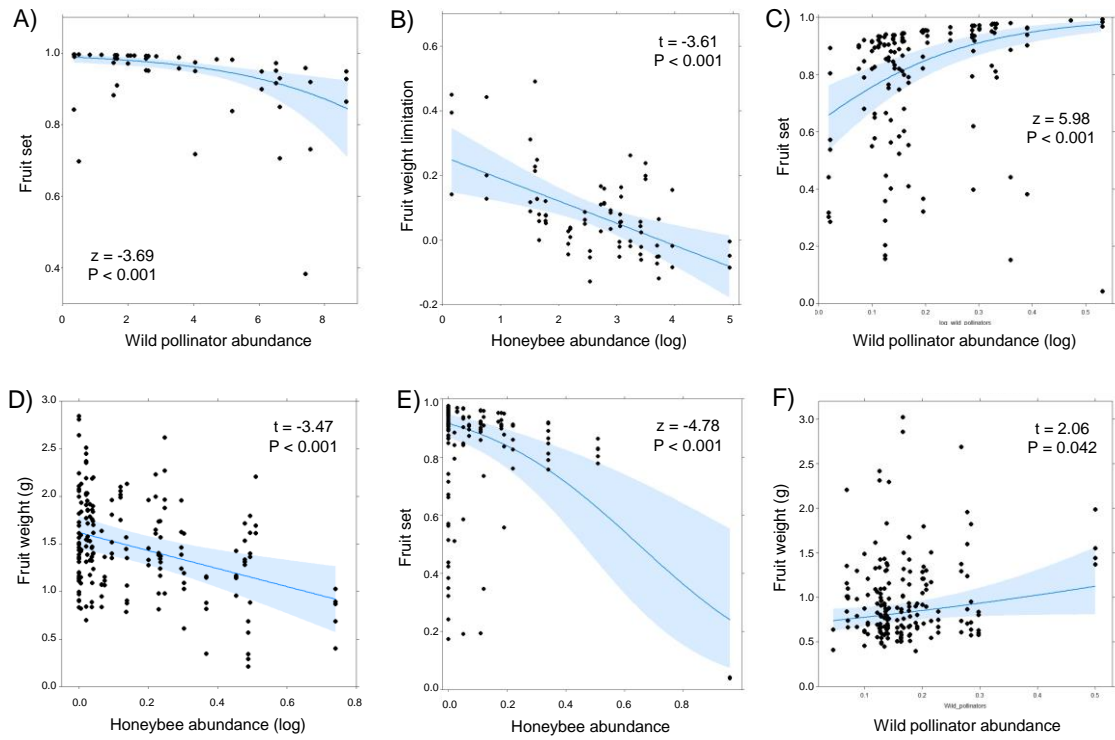 A)
1.0
0.8
0.6
0.4
Fruit set
z = -3.69
P < 0.001
0
2
4
6
8
Wild pollinator abundance
B)
0.6
0.4
0.2
0.0
-0.2
Fruit weight limitation
t = -3.61
P < 0.001
0
1
2
3
4
5
Honeybee abundance (log)
C)
1.0
0.8
0.6
0.4
0.2
0.0
Fruit set
z = 5.98
P < 0.001
0.0
0.1
0.2
0.3
0.4
0.5
log_wild_pollinators
Wild pollinator abundance (log)
D)
3.0
2.5
2.0
1.5
1.0
0.5
0.0
Fruit weight (g)
t = -3.47
P < 0.001
0.0
0.2
0.4
0.6
0.8
Honeybee abundance (log)
E)
1.0
0.8
0.6
0.4
0.2
0.0
Fruit set
z = -4.78
P < 0.001
0.0
0.2
0.4
0.6
0.8
Honeybee abundance
F)
3.0
2.5
2.0
1.5
1.0
0.5
0.0
Fruit weight (g)
t = 2.06
P = 0.042
0.1
0.2
0.3
0.4
0.5
Wild_pollinators
Wild pollinator abundance